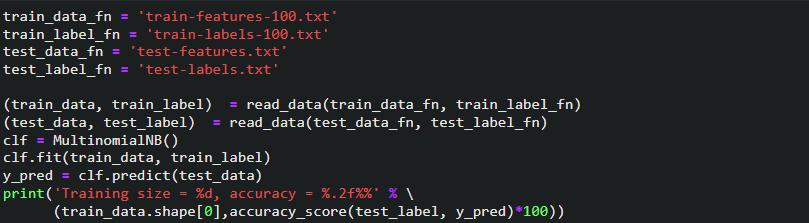 train_data_fn = 'train-features-100.txt'
train_label_fn = 'train-labels-100.txt'
test_data_fn = 'test-features.txt'
test_label_fn = 'test-labels.txt'
(train_data, train_label)  = read_data(train_data_fn, train_label_fn)
(test_data, test_label)  = read_data(test_data_fn, test_label_fn)
clf = MultinomialNB()
clf.fit(train_data, train_label)
y_pred = clf.predict(test_data)
print('Training size = %d, accuracy = %.2f%%' % \
      (train_data.shape[0],accuracy_score(test_label, y_pred)*100))